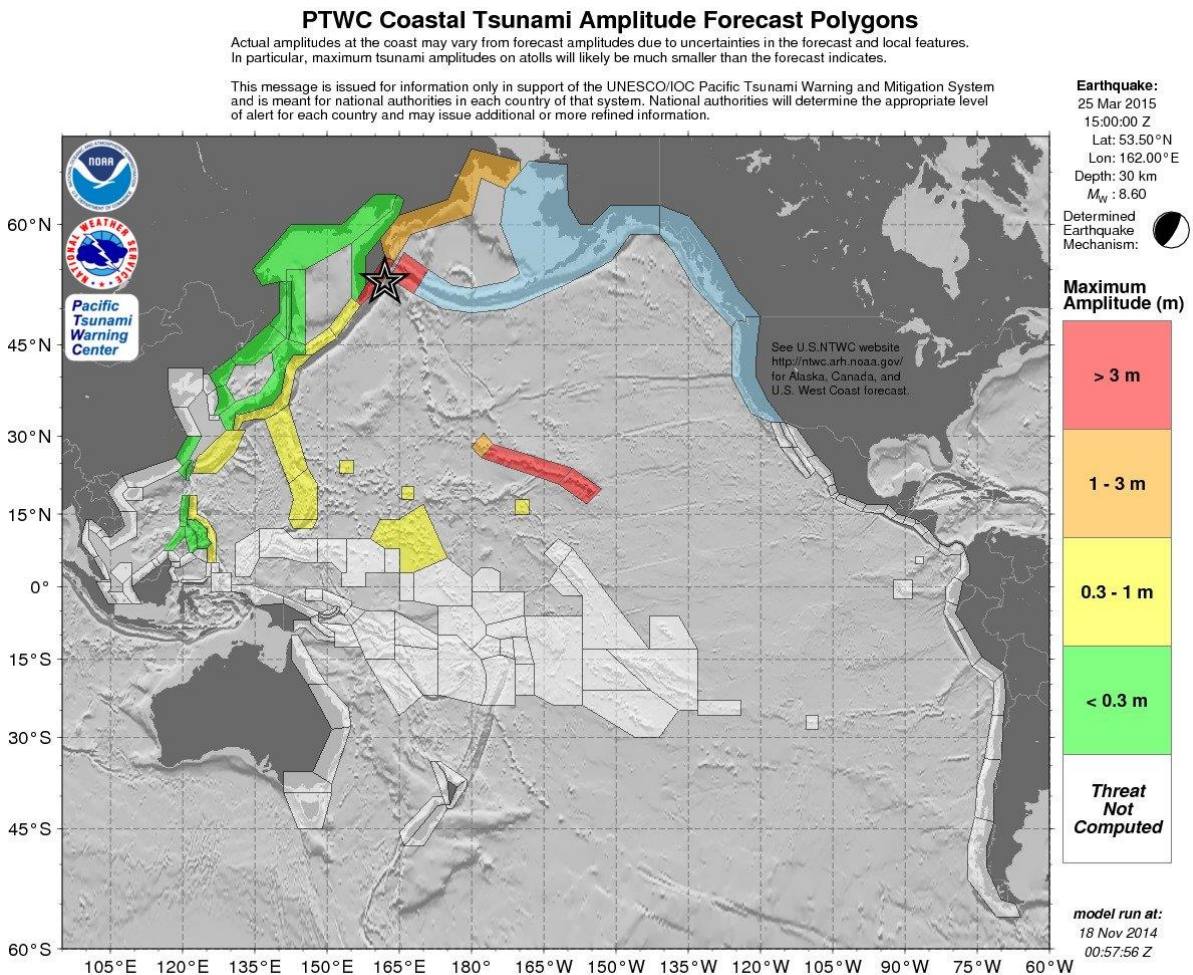 PTWC Coastal Tsunami Amplitude Forecast Polygons
Actual amplitudes at the coast may vary from forecast amplitudes due to uncertainties in the forecast and local features.
In particular, maximum tsunami amplitudes on atolls will likely be much smaller than the forecast indicates.
This message is issued for information only in support of the UNESCO/IOC Pacific Tsunami Warning and Mitigation System
and is meant for national authorities in each country of that system. National authorities will determine the appropriate level
of alert for each country and may issue additional or more refined information.
Earthquake:
25 Mar 2015
15:00:00 Z
Lat: 53.50°N
Lon: 162.00°E
Depth: 30 km
Mw : 8.60
Determined
Earthquake
Mechanism:
NOAA
NATIONAL WEATHER SERVICE
Pacific
Tsunami
Warning
Center
See U.S.NTWC website
http://ntwc.arh.noaa.gov/
for Alaska, Canada, and
U.S. West Coast forecast.
Maximum
Amplitude (m)
> 3 m
1 - 3 m
0.3 - 1 m
< 0.3 m
Threat
Not
Computed
model run at:
18 Nov 2014
00:57:56 Z
60°N
45°N
30°N
15°N
0°
15°S
30°S
45°S
60°S
105°E 120°E 135°E 150°E 165°E 180° 165°W 150°W 135°W 120°W 105°W 90°W 75°W 60°W